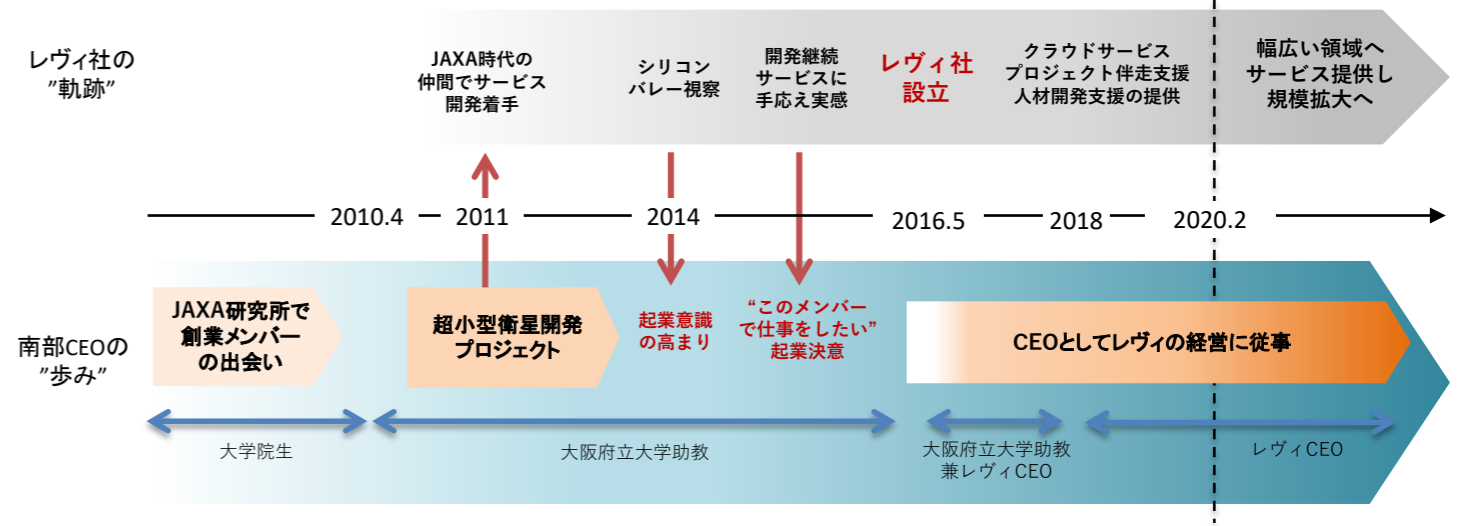 レヴィ社の
”軌跡”
JAXA時代の
仲間でサービス
開発着手
シリコン
バレー視察
開発継続
サービスに
手応え実感
レヴィ社
設立
クラウドサービス
プロジェクト伴走支援
人材開発支援の提供
幅広い領域へ
サービス提供し
規模拡大へ
2010.4
2011
2014
2016.5
2018
2020.2
南部CEOの
”歩み”
JAXA研究所で
創業メンバー
の出会い
超小型衛星開発
プロジェクト
起業意識
の高まり
“このメンバー
で仕事をしたい”
起業決意
CEOとしてレヴィの経営に従事
大学院生
大阪府立大学助教
大阪府立大学助教
兼レヴィCEO
レヴィCEO